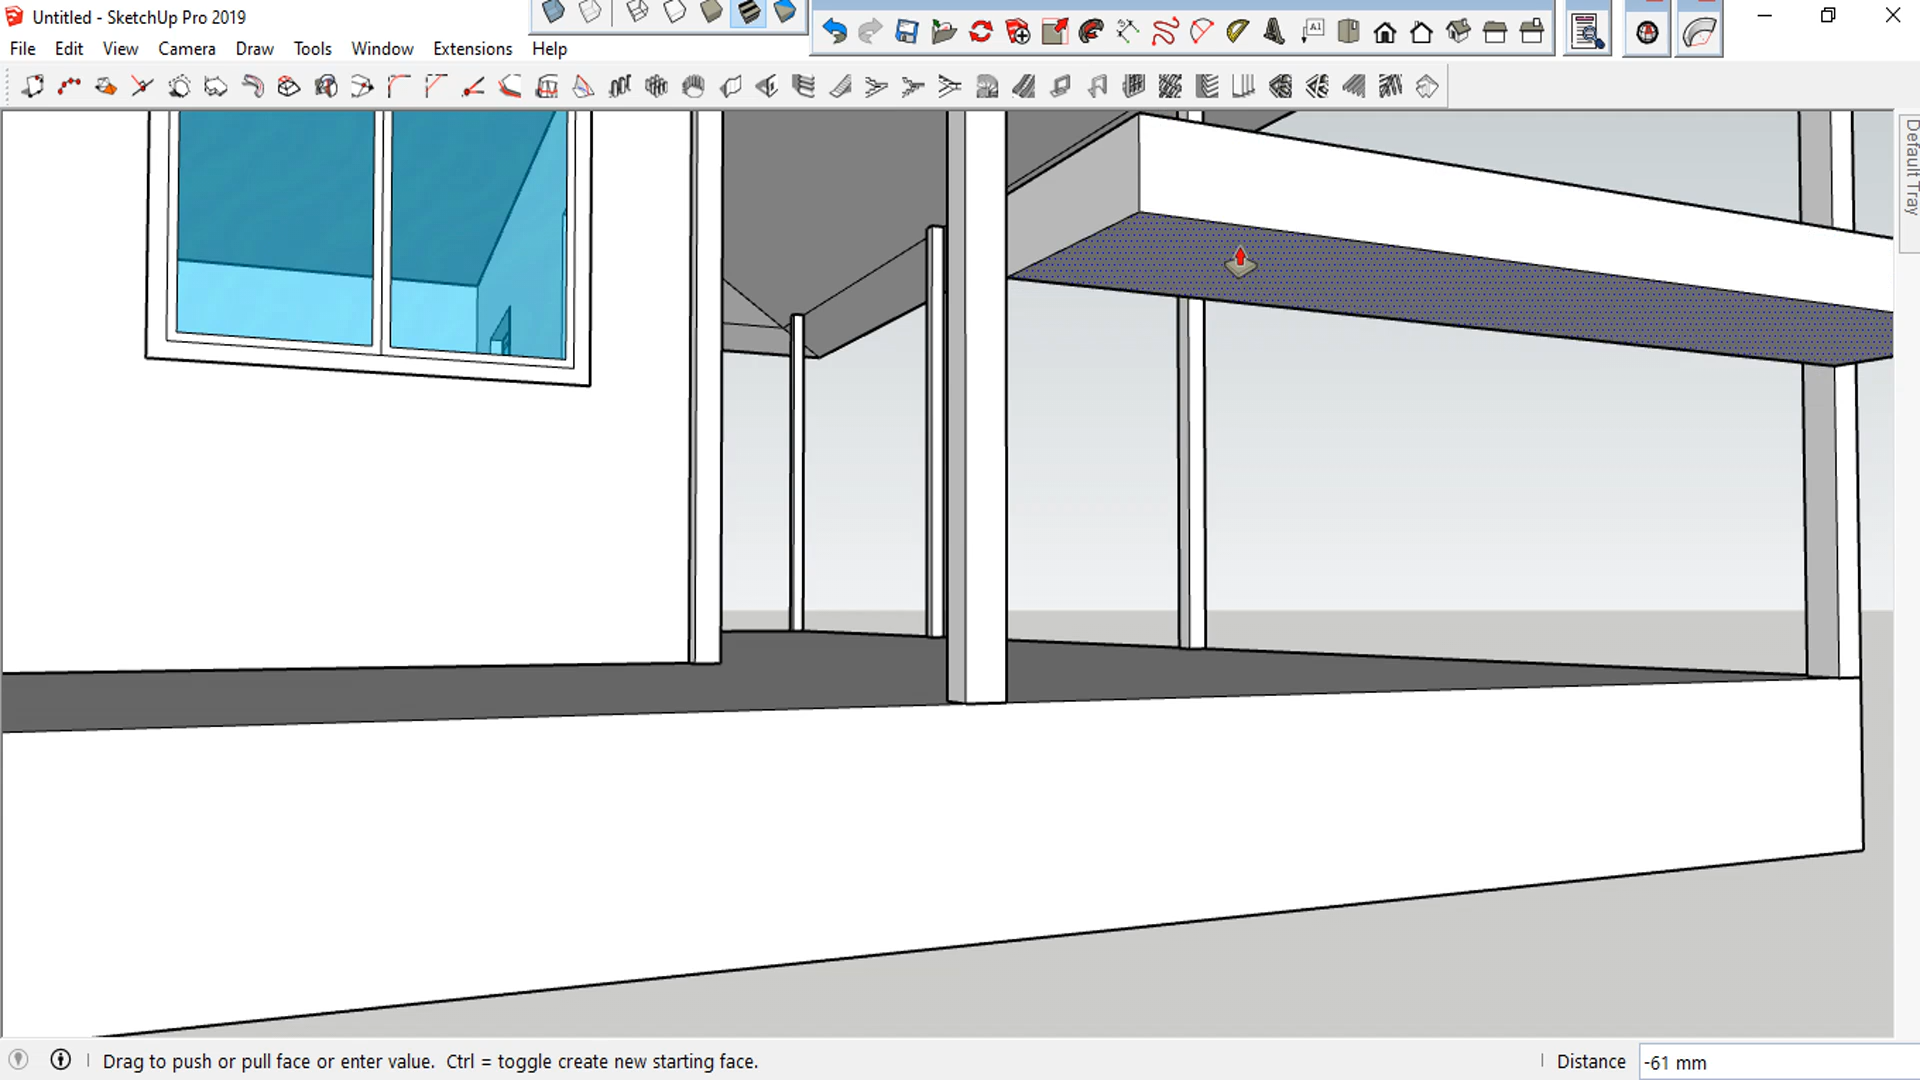 Untitled - SketchUp Pro 2019
File Edit View Camera Draw Tools Window Extensions Help
A1
Default Tray
Drag to push or pull face or enter value. Ctrl = toggle create new starting face.
Distance -61 mm